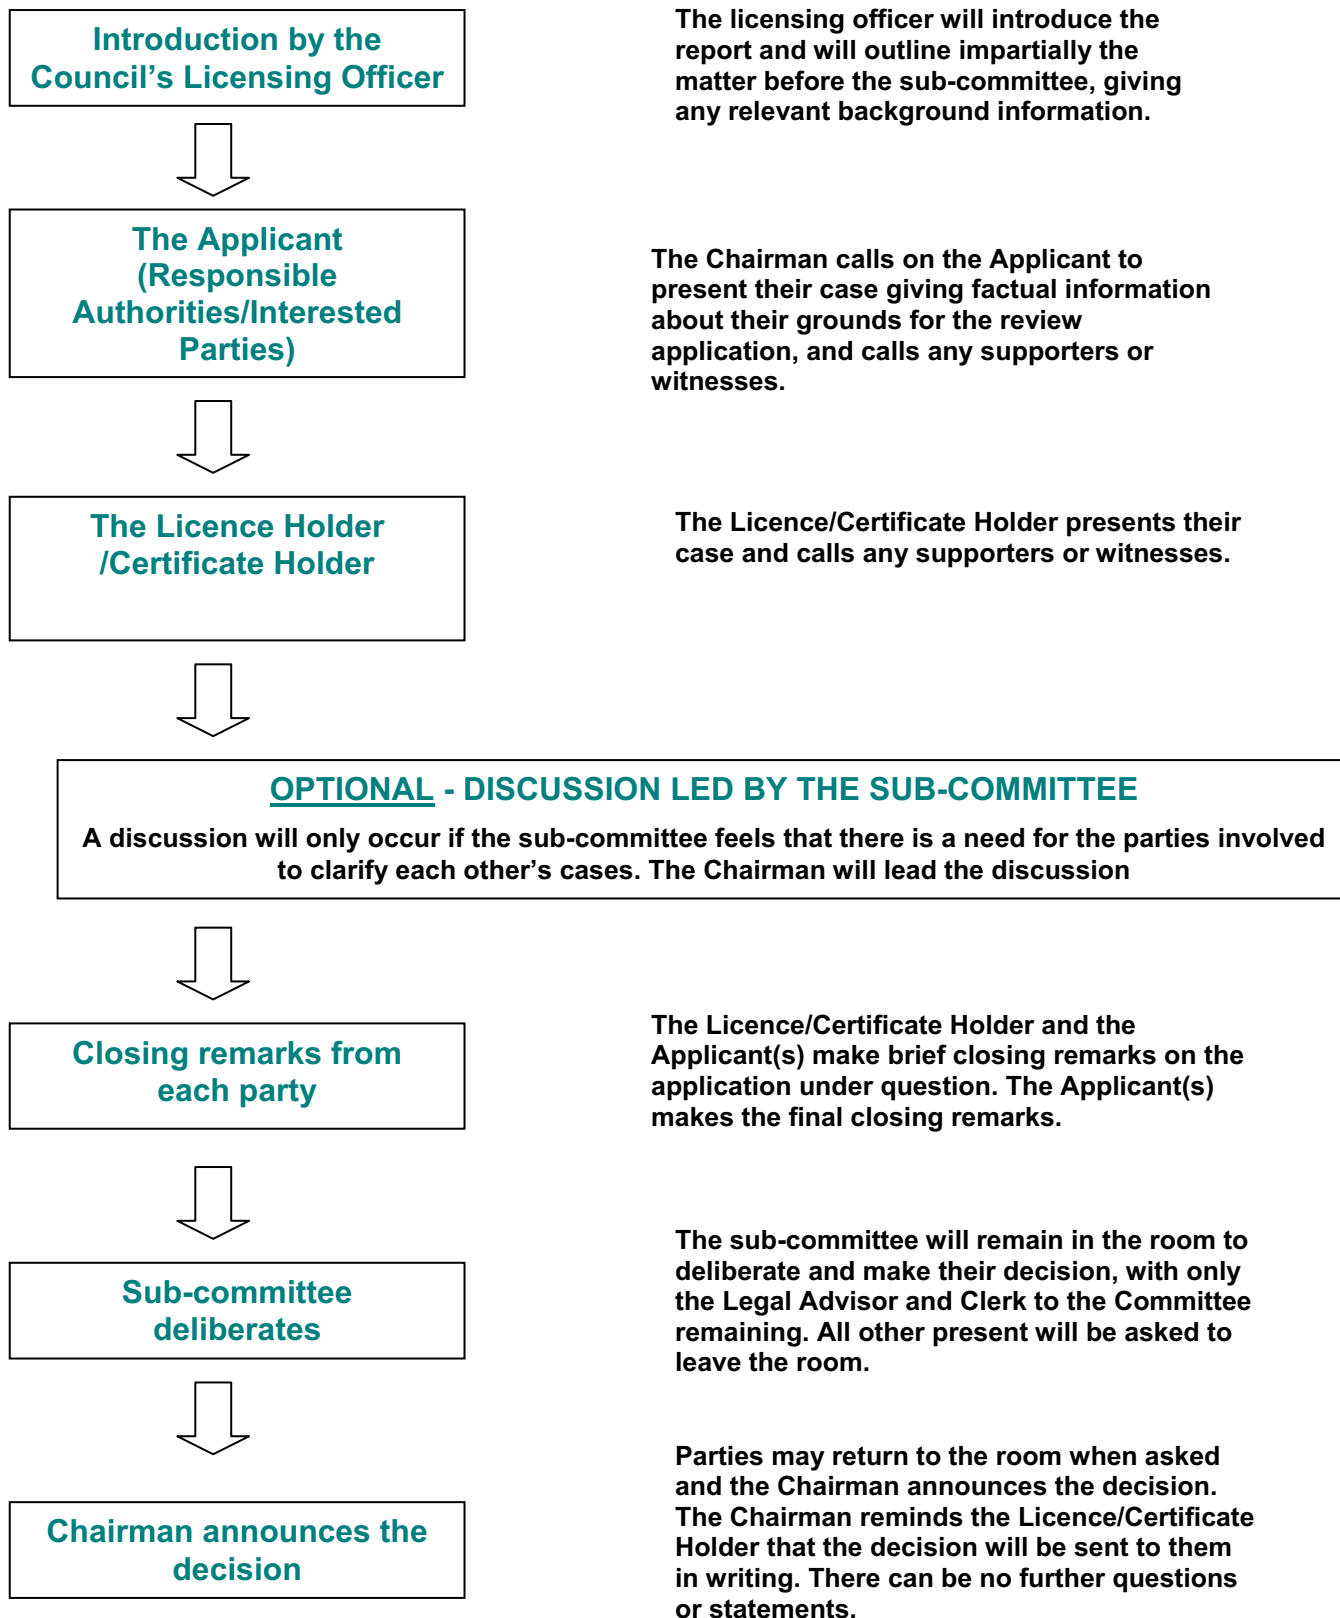 Introduction by the
Council’s Licensing Officer
The licensing officer will introduce the
report and will outline impartially the
matter before the sub-committee, giving
any relevant background information.
The Applicant
(Responsible
Authorities/Interested
Parties)
The Chairman calls on the Applicant to
present their case giving factual information
about their grounds for the review
application, and calls any supporters or
witnesses.
The Licence Holder
/Certificate Holder
The Licence/Certificate Holder presents their
case and calls any supporters or witnesses.
OPTIONAL - DISCUSSION LED BY THE SUB-COMMITTEE
A discussion will only occur if the sub-committee feels that there is a need for the parties involved
to clarify each other’s cases. The Chairman will lead the discussion
Closing remarks from
each party
The Licence/Certificate Holder and the
Applicant(s) make brief closing remarks on the
application under question. The Applicant(s)
makes the final closing remarks.
Sub-committee
deliberates
The sub-committee will remain in the room to
deliberate and make their decision, with only
the Legal Advisor and Clerk to the Committee
remaining. All other present will be asked to
leave the room.
Chairman announces the
decision
Parties may return to the room when asked
and the Chairman announces the decision.
The Chairman reminds the Licence/Certificate
Holder that the decision will be sent to them
in writing. There can be no further questions
or statements.